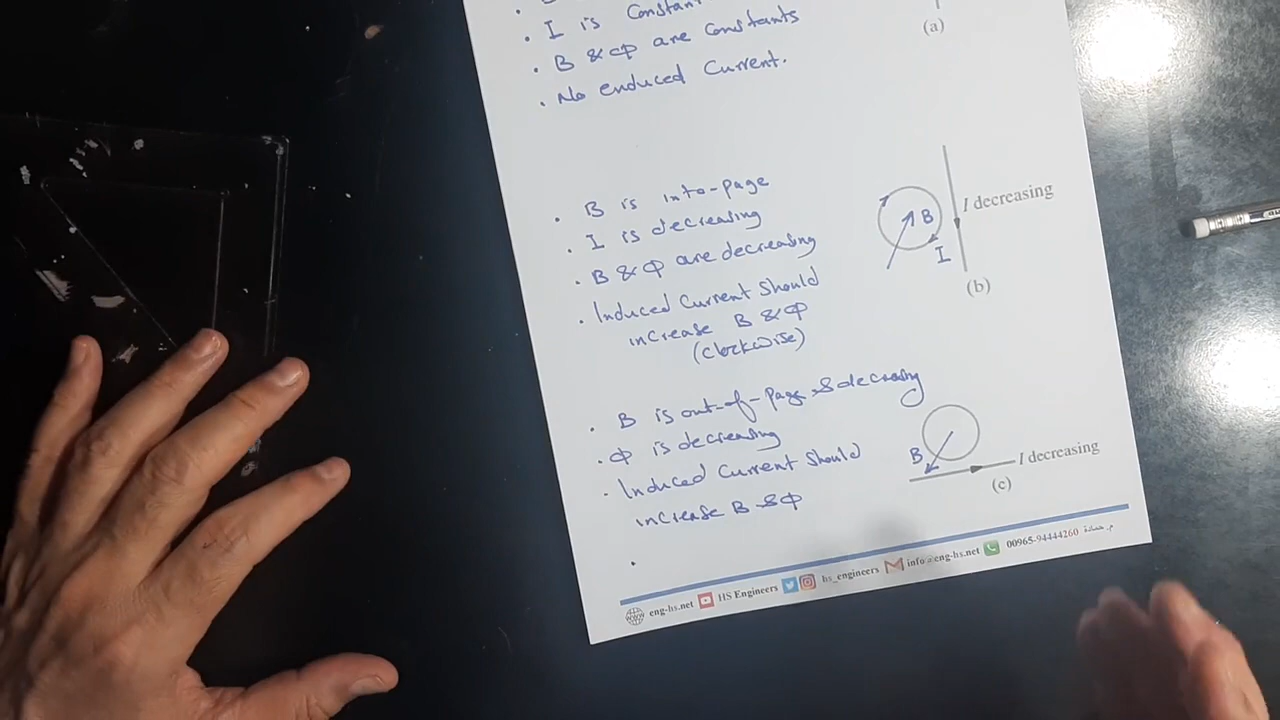 • I is Constant
(a)
• B & φ are Constants
• No enduced Current.
• B is into-page
• I is decreasing
• B & φ are decreasing
• Induced Current Should
increase B & φ
(Clockwise)
B
I
I decreasing
(b)
• B is out-of-page & decreasing
• φ is decreasing
• Induced Current Should
increase B & φ
•
B
I decreasing
(c)
eng-hs.net HS Engineers hs_engineers info@eng-hs.net 00965-94444260 م. حمادة